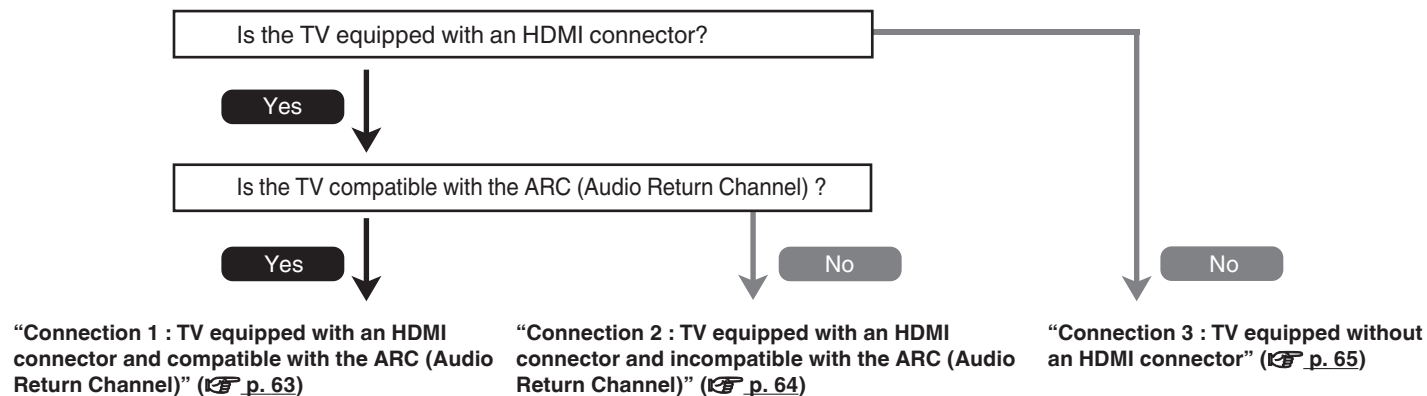 Is the TV equipped with an HDMI connector?
Yes
Is the TV compatible with the ARC (Audio Return Channel) ?
Yes
No
No
“Connection 1 : TV equipped with an HDMI
connector and compatible with the ARC (Audio
Return Channel)” (☞ p. 63)
“Connection 2 : TV equipped with an HDMI
connector and incompatible with the ARC (Audio
Return Channel)” (☞ p. 64)
“Connection 3 : TV equipped without
an HDMI connector” (☞ p. 65)